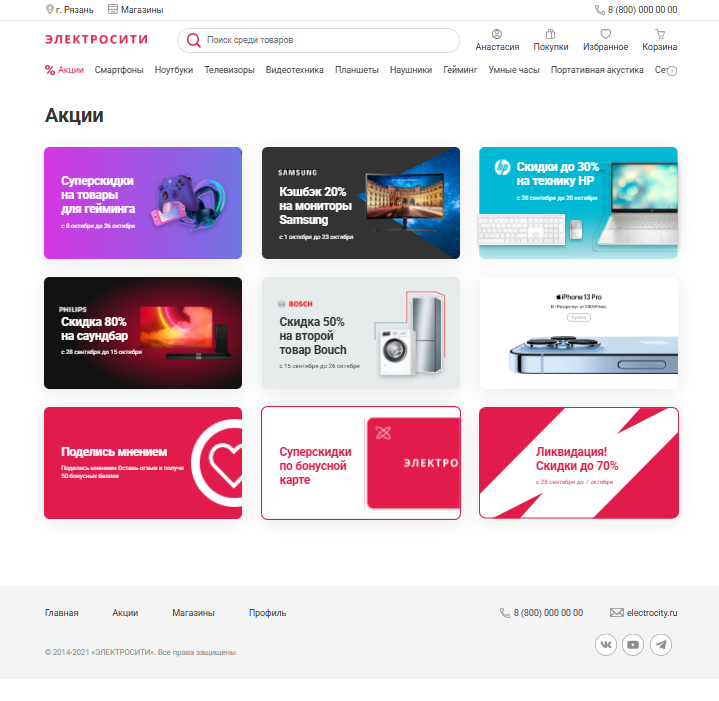 г. Рязань
Магазины
8 (800) 000 00 00
ЭЛЕКТРОСИТИ
Поиск среди товаров
Анастасия
Покупки
Избранное
Корзина
Акции
Смартфоны
Ноутбуки
Телевизоры
Видеотехника
Планшеты
Наушники
Гейминг
Умные часы
Портативная акустика
Акции
Суперскидки
на товары
для гейминга
с 8 октября до 26 октября
SAMSUNG
Кэшбэк 20%
на мониторы
Samsung
с 1 октября до 23 октября
hp
Скидки до 30%
на технику HP
с 28 сентября до 20 октября
PHILIPS
Скидка 80%
на саундбар
с 28 сентября до 15 октября
BOSCH
Скидка 50%
на второй
товар Bouch
с 15 сентября до 26 октября
iPhone 13 Pro
Купить
Поделись мнением
Поделись мнением Оставь отзыв и получи
50 бонусных баллов
Суперскидки
по бонусной
карте
ЭЛЕКТРО
Ликвидация!
Скидки до 70%
с 28 сентября до 7 октября
Главная
Акции
Магазины
Профиль
8 (800) 000 00 00
electrocity.ru
© 2014-2021 «ЭЛЕКТРОСИТИ». Все права защищены